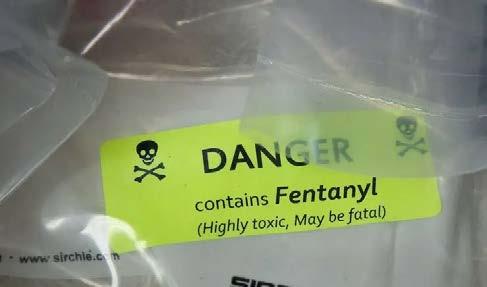 DANGER
contains Fentanyl
(Highly toxic, May be fatal)
www.sirchie.com